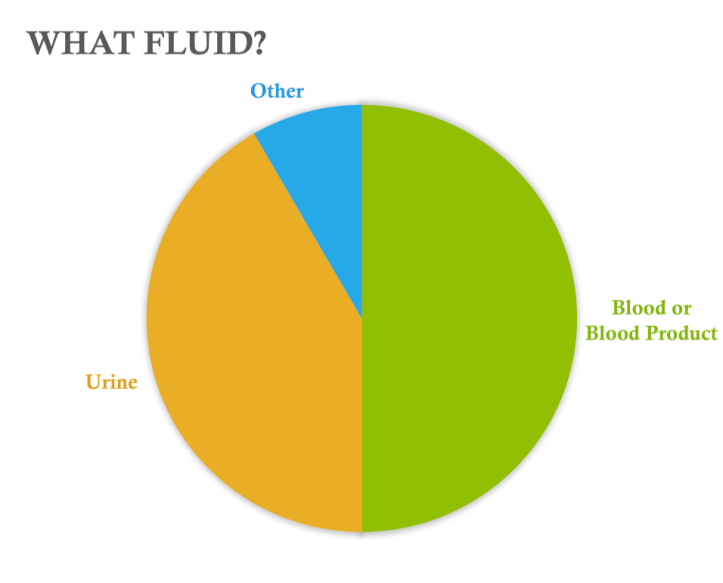 WHAT FLUID?
Other
Blood or
Blood Product
Urine